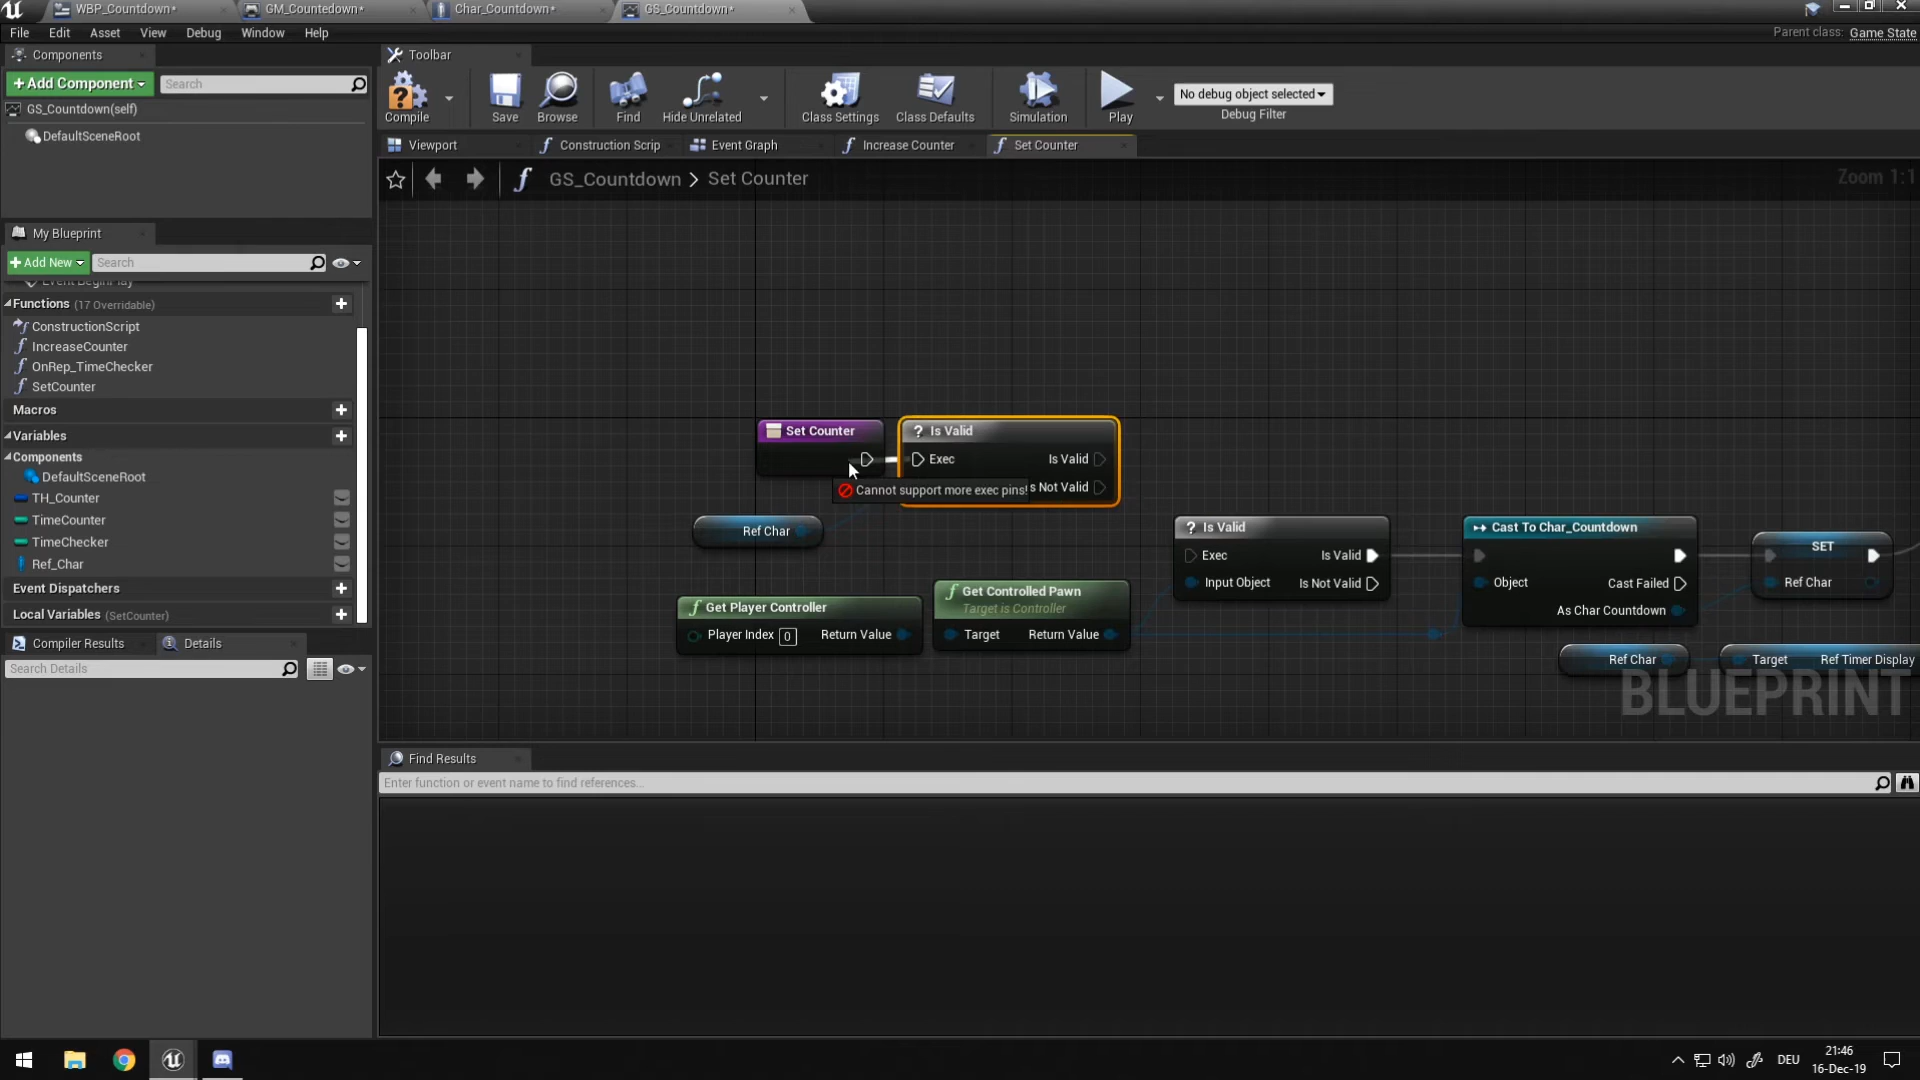 WBP_Countdown*
GM_Countedown*
Char_Countdown*
GS_Countdown*
File Edit Asset View Debug Window Help
Parent class: Game State
Components
Toolbar
+Add Component
Search
GS_Countdown(self)
DefaultSceneRoot
Compile
Save
Browse
Find
Hide Unrelated
Class Settings
Class Defaults
Simulation
Play
No debug object selected
Debug Filter
Viewport
Construction Scrip
Event Graph
Increase Counter
Set Counter
GS_Countdown > Set Counter
Zoom 1:1
My Blueprint
+Add New
Search
Event BeginPlay
Functions (17 Overridable)
ConstructionScript
IncreaseCounter
OnRep_TimeChecker
SetCounter
Macros
Variables
Components
DefaultSceneRoot
TH_Counter
TimeCounter
TimeChecker
Ref_Char
Event Dispatchers
Local Variables (SetCounter)
Compiler Results
Details
Search Details
Set Counter
? Is Valid
Exec
Is Valid
s Not Valid
Cannot support more exec pins!
Ref Char
Get Player Controller
Player Index 0
Return Value
Get Controlled Pawn
Target is Controller
Target
Return Value
? Is Valid
Exec
Is Valid
Input Object
Is Not Valid
Cast To Char_Countdown
Object
Cast Failed
As Char Countdown
SET
Ref Char
Ref Char
Target
Ref Timer Display
BLUEPRINT
Find Results
Enter function or event name to find references...
DEU
21:46
16-Dec-19